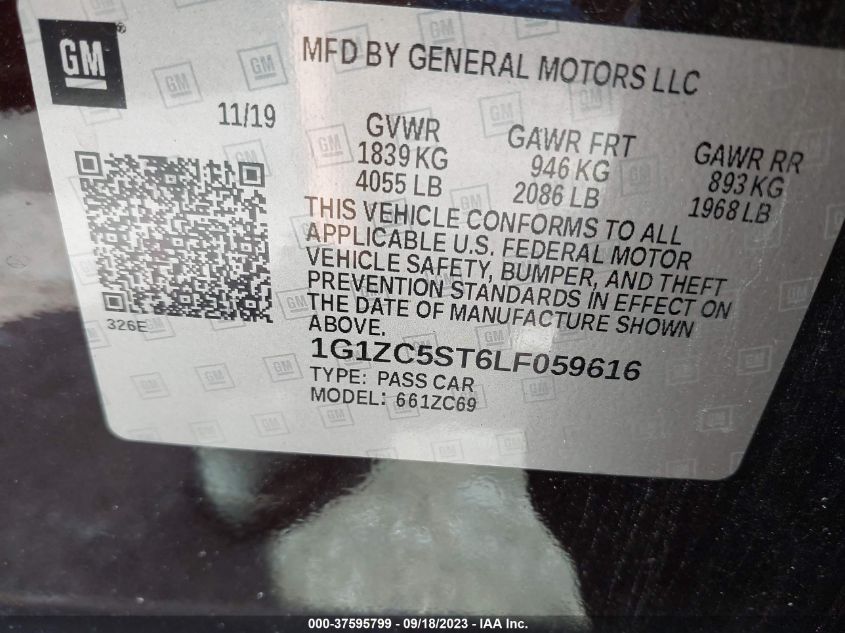 GM
MFD BY GENERAL MOTORS LLC
11/19
GVWR
1839 KG
4055 LB
GAWR FRT
946 KG
2086 LB
GAWR RR
893 KG
1968 LB
THIS VEHICLE CONFORMS TO ALL
APPLICABLE U.S. FEDERAL MOTOR
VEHICLE SAFETY, BUMPER, AND THEFT
PREVENTION STANDARDS IN EFFECT ON
THE DATE OF MANUFACTURE SHOWN
ABOVE.
326E
1G1ZC5ST6LF059616
TYPE: PASS CAR
MODEL: 661ZC69
000-37595799 - 09/18/2023 - IAA Inc.